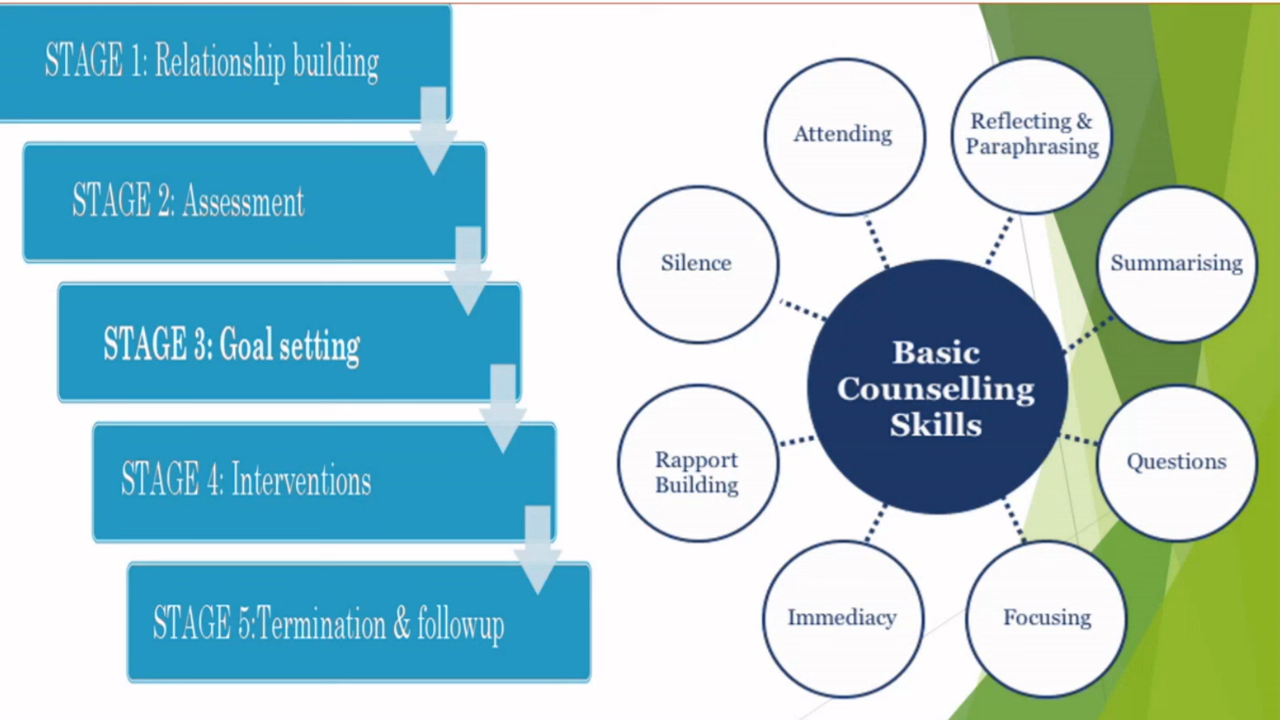 STAGE 1: Relationship building
STAGE 2: Assessment
STAGE 3: Goal setting
STAGE 4: Interventions
STAGE 5:Termination & followup
Basic
Counselling
Skills
Attending
Reflecting &
Paraphrasing
Summarising
Questions
Focusing
Immediacy
Rapport
Building
Silence